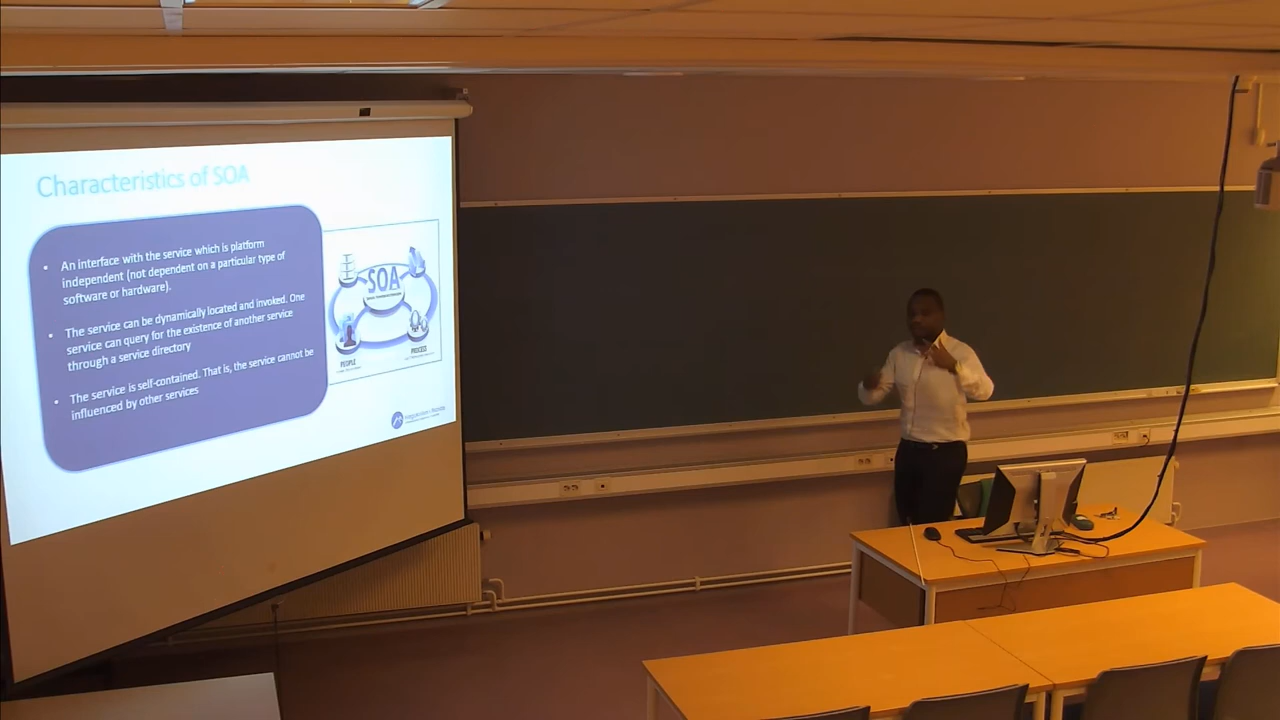 Characteristics of SOA
• An interface with the service which is platform
independent (not dependent on a particular type of
software or hardware).
• The service can be dynamically located and invoked. One
service can query for the existence of another service
through a service directory
• The service is self-contained. That is, the service cannot be
influenced by other services
SOA
PEOPLE
PROCESS